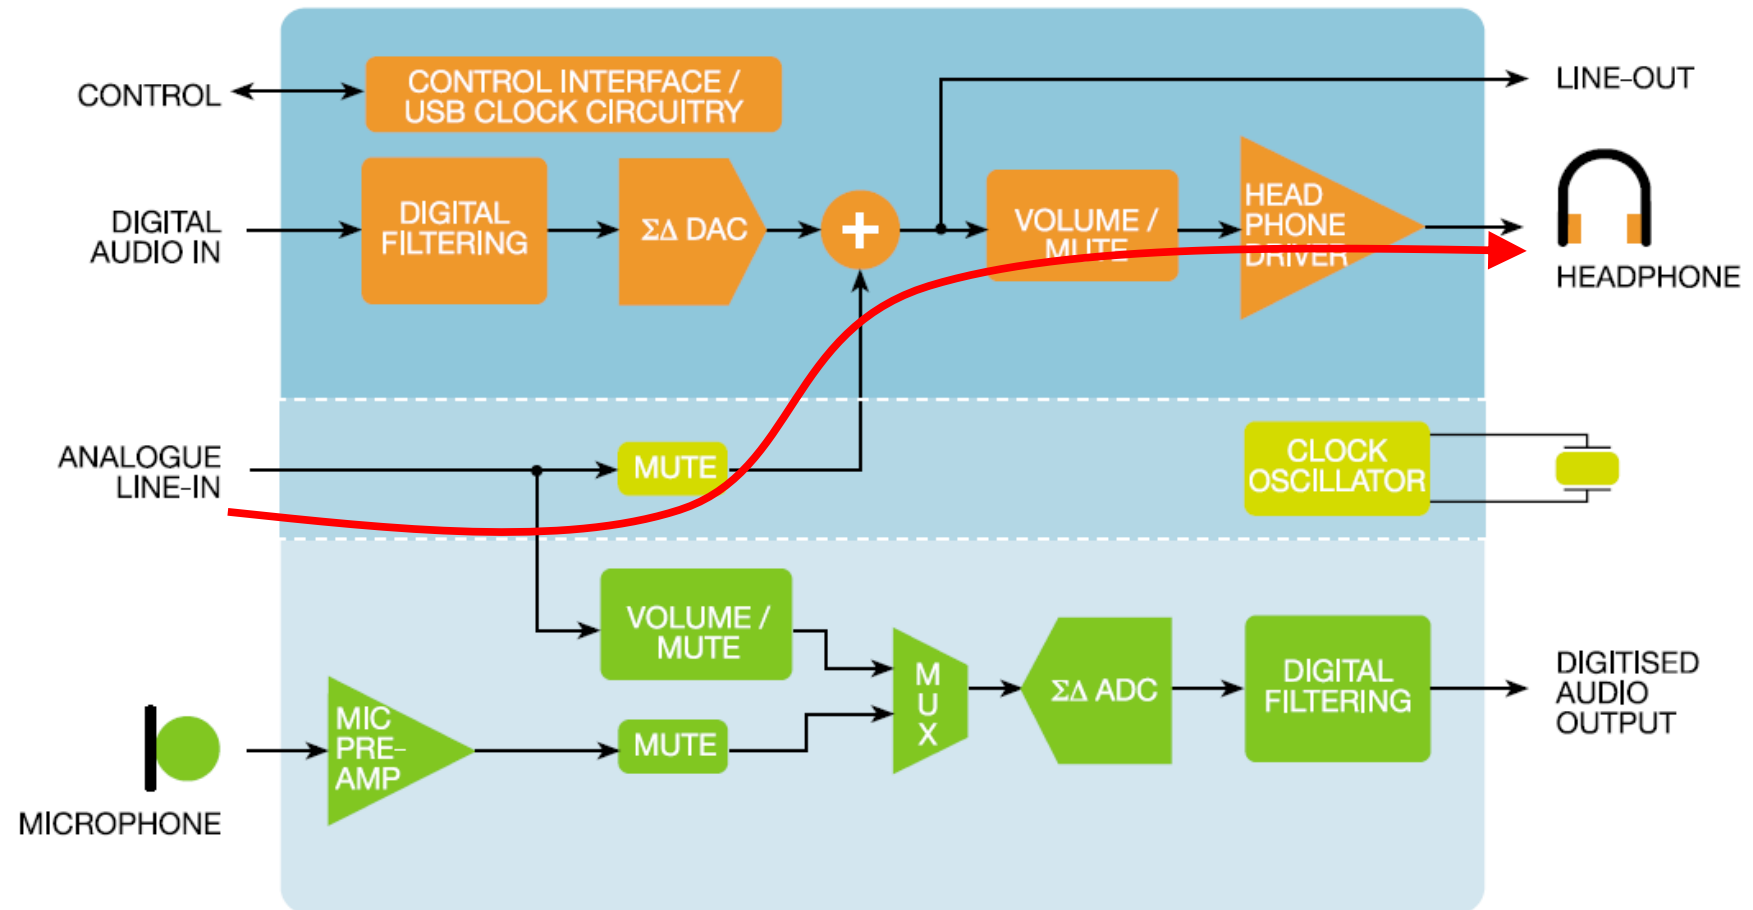 CONTROL
CONTROL INTERFACE /
USB CLOCK CIRCUITRY
LINE-OUT
DIGITAL
AUDIO IN
DIGITAL
FILTERING
ΣΔ DAC
+
VOLUME /
MUTE
HEAD
PHONE
DRIVER
HEADPHONE
ANALOGUE
LINE-IN
MUTE
CLOCK
OSCILLATOR
VOLUME /
MUTE
MICROPHONE
MIC
PRE-
AMP
MUTE
M
U
X
ΣΔ ADC
DIGITAL
FILTERING
DIGITISED
AUDIO
OUTPUT